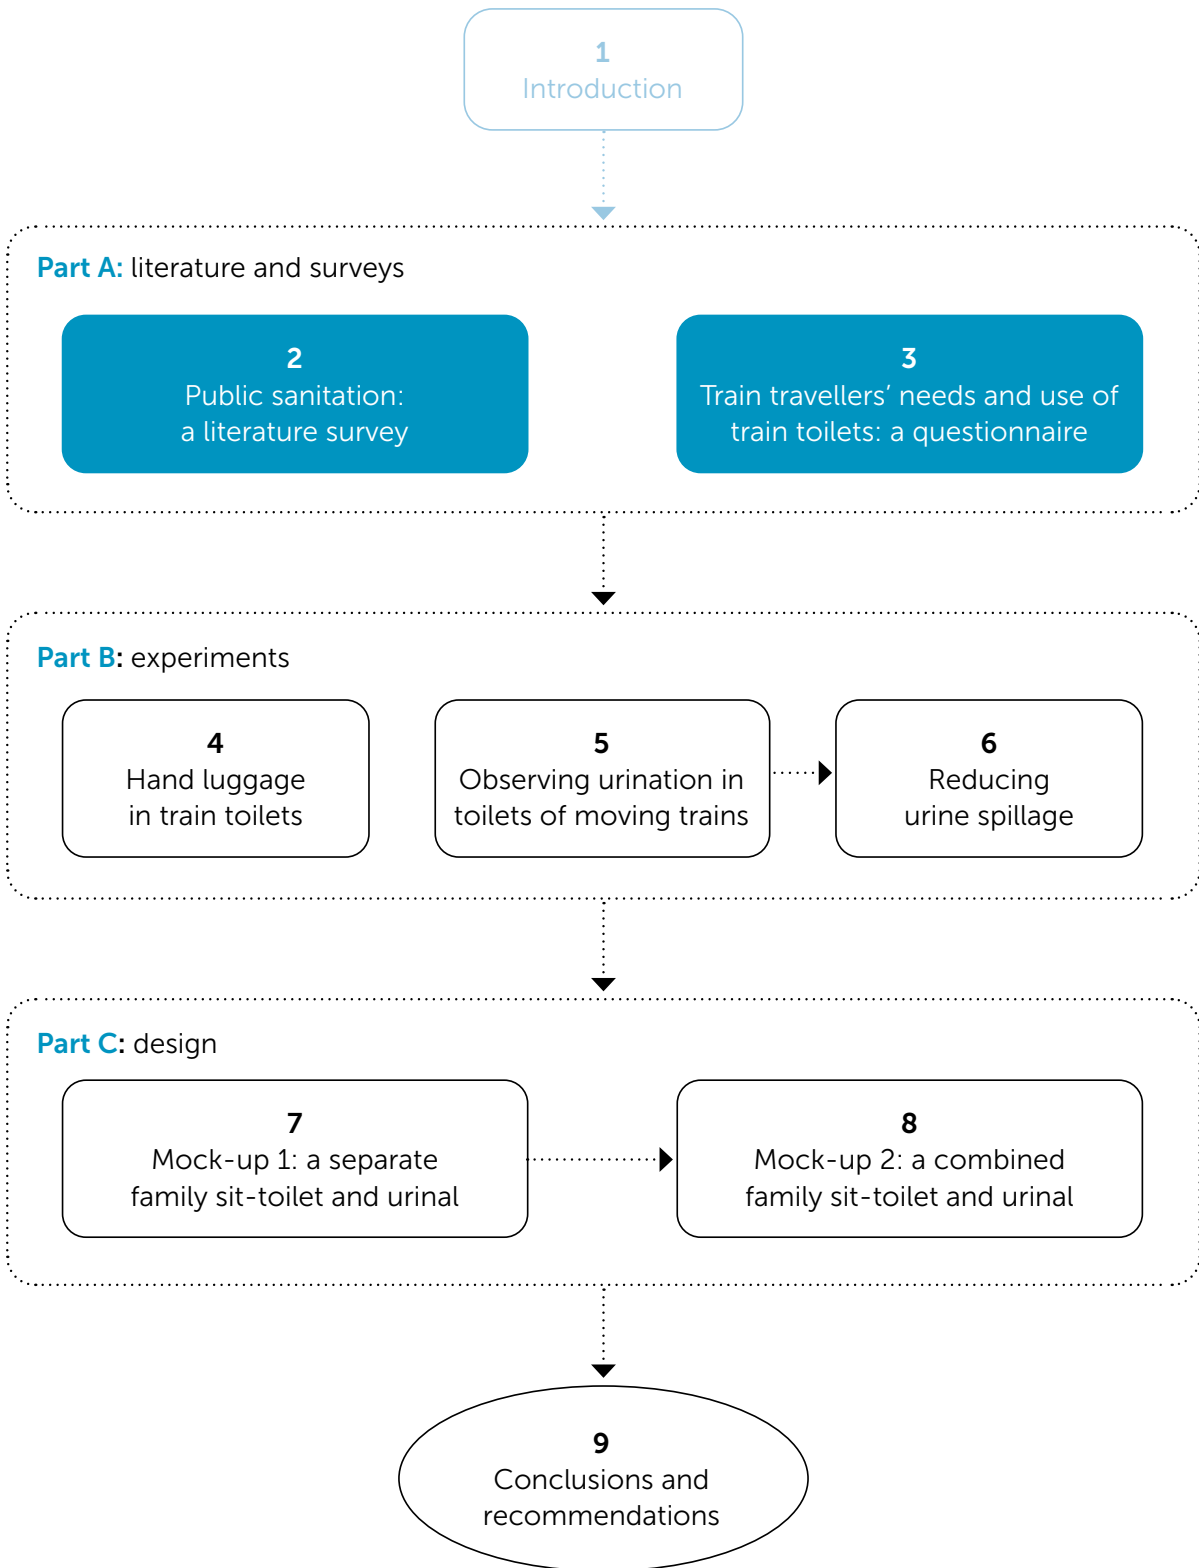 1
Introduction
Part A: literature and surveys
2
Public sanitation:
a literature survey
3
Train travellers’ needs and use of
train toilets: a questionnaire
Part B: experiments
4
Hand luggage
in train toilets
5
Observing urination in
toilets of moving trains
6
Reducing
urine spillage
Part C: design
7
Mock-up 1: a separate
family sit-toilet and urinal
8
Mock-up 2: a combined
family sit-toilet and urinal
9
Conclusions and
recommendations